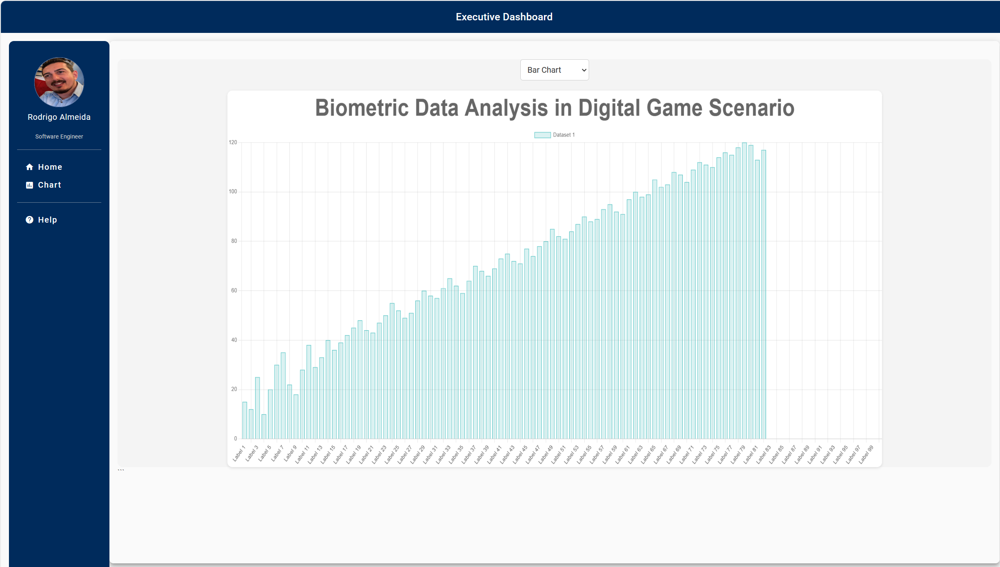 Executive Dashboard
Rodrigo Almeida
Software Engineer
Home
Chart
Help
Bar Chart
Biometric Data Analysis in Digital Game Scenario
Dataset 1
120
100
80
60
40
20
0
Label 1
Label 3
Label 5
Label 7
Label 9
Label 11
Label 13
Label 15
Label 17
Label 19
Label 21
Label 23
Label 25
Label 27
Label 29
Label 31
Label 33
Label 35
Label 37
Label 39
Label 41
Label 43
Label 45
Label 47
Label 49
Label 51
Label 53
Label 55
Label 57
Label 59
Label 61
Label 63
Label 65
Label 67
Label 69
Label 71
Label 73
Label 75
Label 77
Label 79
Label 81
Label 83
Label 85
Label 87
Label 89
Label 91
Label 93
Label 95
Label 97
Label 99
```